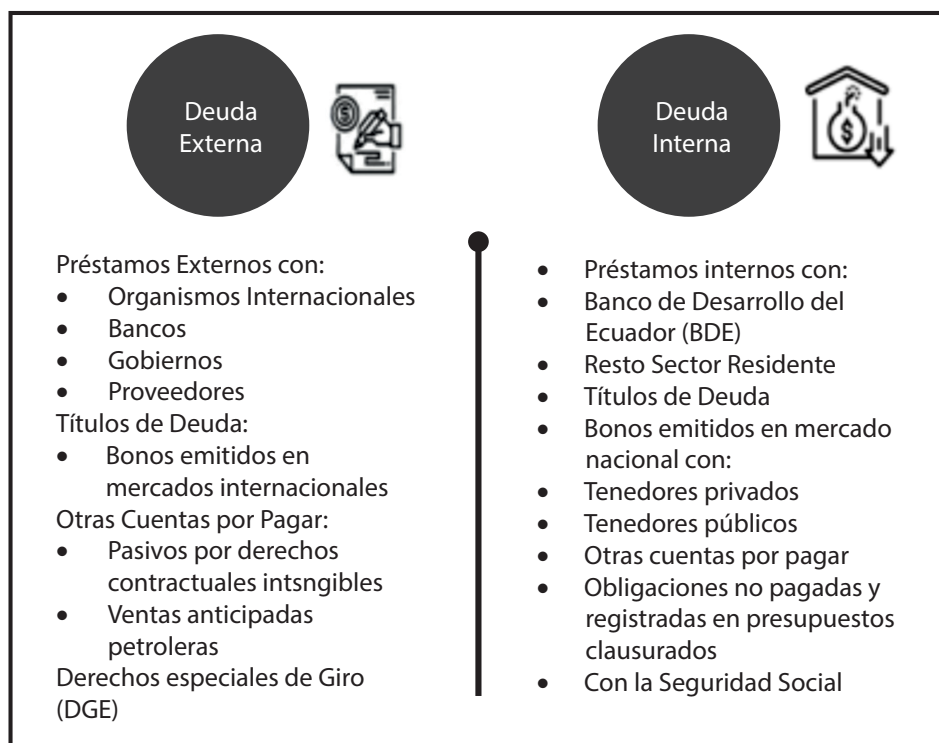 Deuda
Externa
Préstamos Externos con:
• Organismos Internacionales
• Bancos
• Gobiernos
• Proveedores
Títulos de Deuda:
• Bonos emitidos en
mercados internacionales
Otras Cuentas por Pagar:
• Pasivos por derechos
contractuales intsngibles
• Ventas anticipadas
petroleras
Derechos especiales de Giro
(DGE)
Deuda
Interna
• Préstamos internos con:
• Banco de Desarrollo del
Ecuador (BDE)
• Resto Sector Residente
• Títulos de Deuda
• Bonos emitidos en mercado
nacional con:
• Tenedores privados
• Tenedores públicos
• Otras cuentas por pagar
• Obligaciones no pagadas y
registradas en presupuestos
clausurados
• Con la Seguridad Social